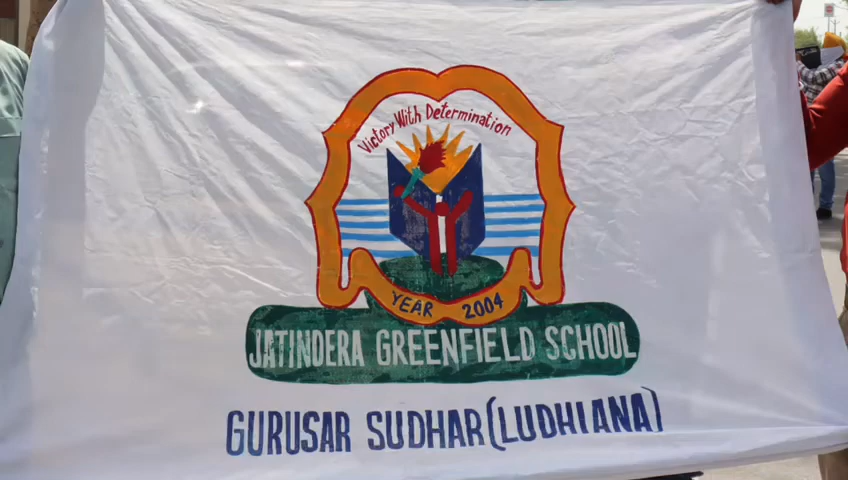 Victory With Determination
YEAR 2004
JATINDERA GREENFIELD SCHOOL
GURUSAR SUDHAR (LUDHIANA)